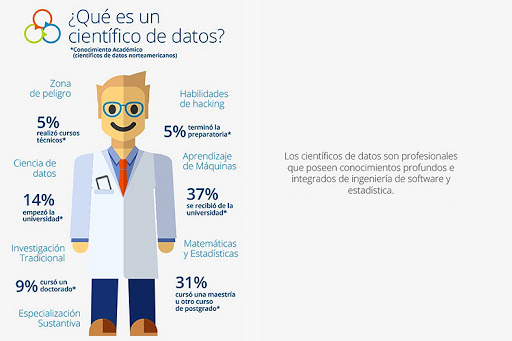 ¿Qué es un
científico de datos?
*Conocimiento Académico
(científicos de datos norteamericanos)
Zona
de peligro
5% realizó cursos
técnicos*
Ciencia de
datos
14%
empezó la
universidad*
Investigación
Tradicional
9% cursó un
doctorado*
Especialización
Sustantiva
Habilidades
de hacking
5% terminó la
preparatoria*
Aprendizaje
de Máquinas
37%
se recibió de la
universidad*
Matemáticas
y Estadísticas
31%
cursó una maestría
u otro curso
de postgrado*
Los científicos de datos son profesionales
que poseen conocimientos profundos e
integrados de ingeniería de software y
estadística.